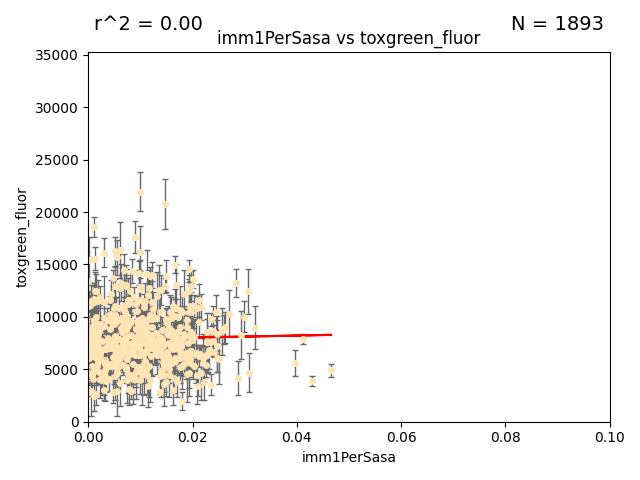 r^2 = 0.00
N = 1893
imm1PerSasa vs toxgreen_fluor
35000
30000
25000
20000
15000
10000
5000
0
toxgreen_fluor
0.00
0.02
0.04
0.06
0.08
0.10
imm1PerSasa